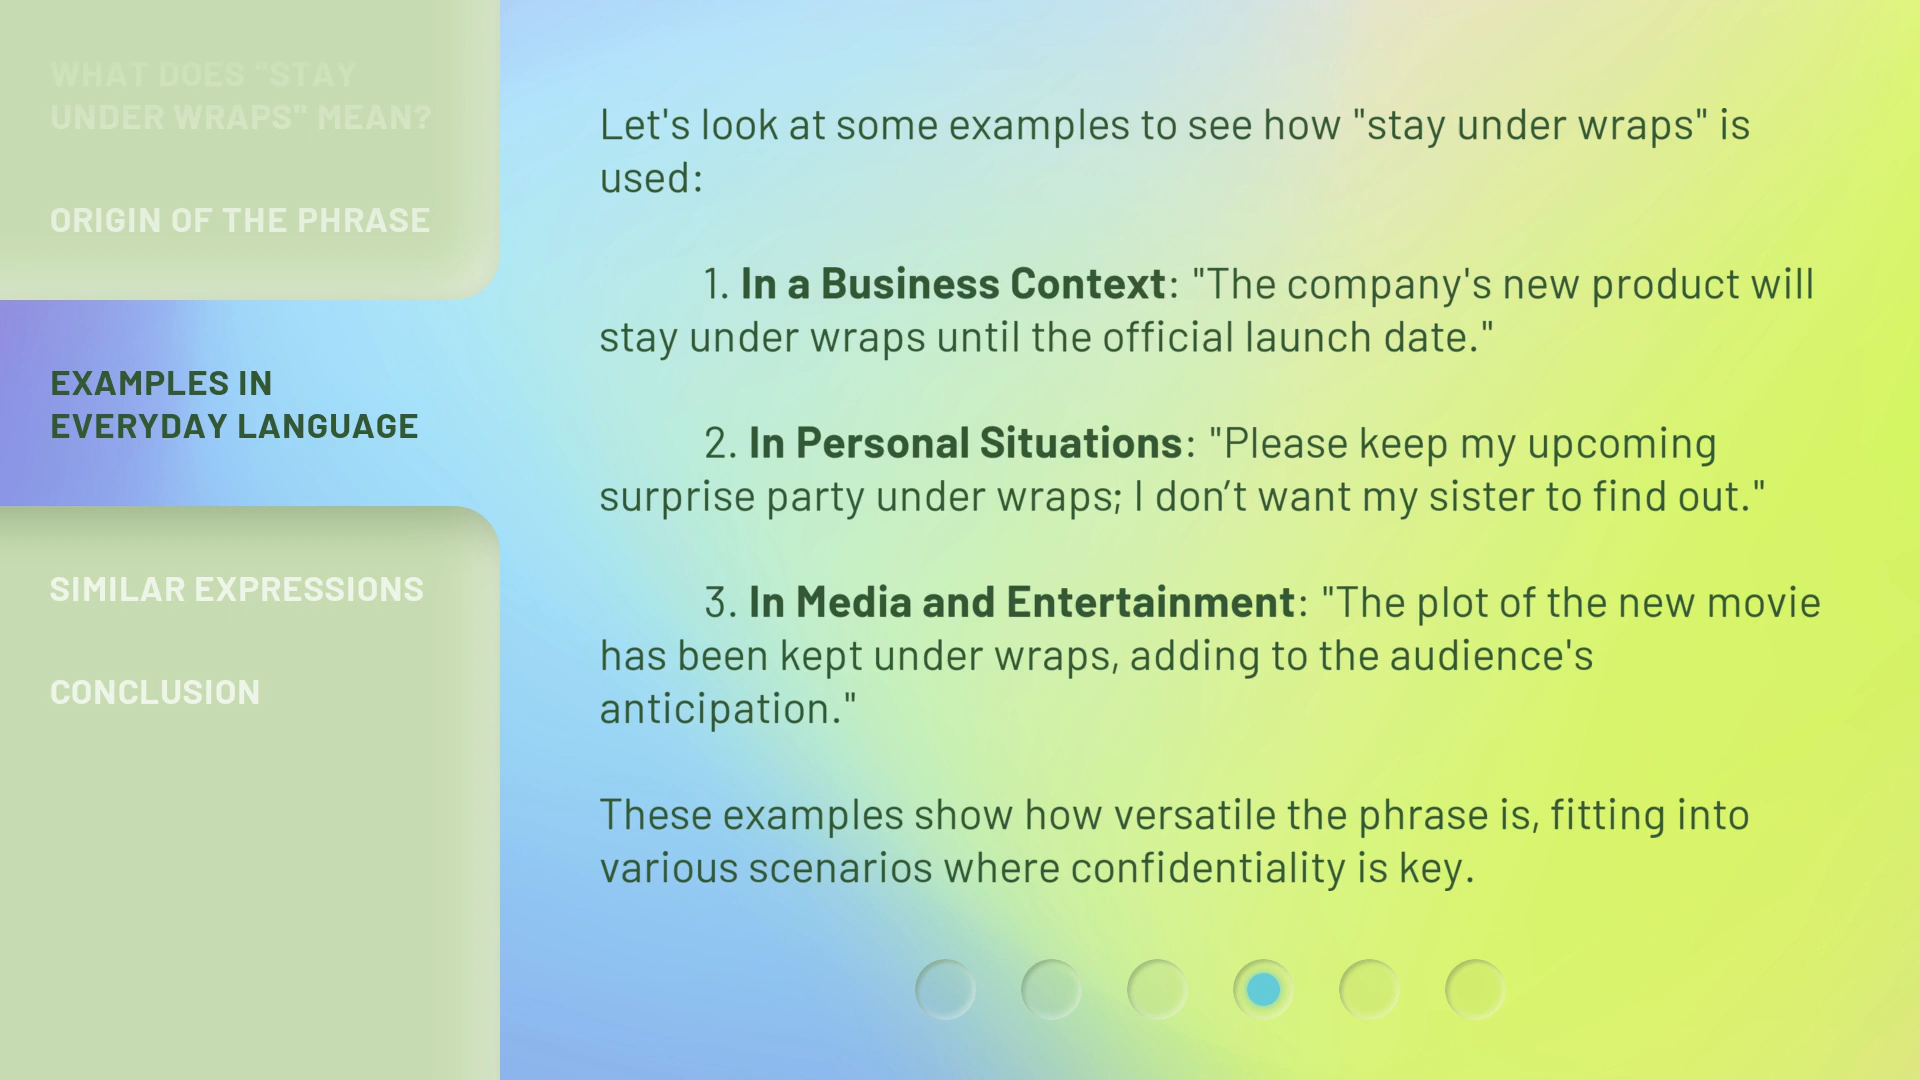 WHAT DOES "STAY
UNDER WRAPS" MEAN?
ORIGIN OF THE PHRASE
EXAMPLES IN
EVERYDAY LANGUAGE
SIMILAR EXPRESSIONS
CONCLUSION
Let's look at some examples to see how "stay under wraps" is
used:
1. In a Business Context: "The company's new product will
stay under wraps until the official launch date."
2. In Personal Situations: "Please keep my upcoming
surprise party under wraps; I don’t want my sister to find out."
3. In Media and Entertainment: "The plot of the new movie
has been kept under wraps, adding to the audience's
anticipation."
These examples show how versatile the phrase is, fitting into
various scenarios where confidentiality is key.